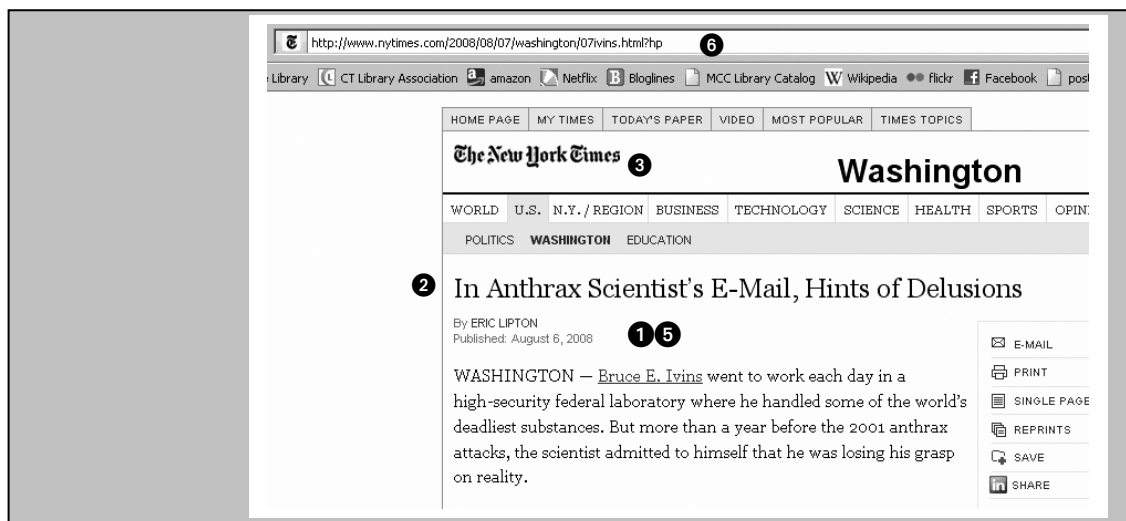 http://www.nytimes.com/2008/08/07/washington/07ivins.html?hp 6
Library CT Library Association amazon Netflix Bloglines MCC Library Catalog Wikipedia flickr Facebook
HOME PAGE MY TIMES TODAY'S PAPER VIDEO MOST POPULAR TIMES TOPICS
The New York Times 3 Washington
WORLD U.S. N.Y. / REGION BUSINESS TECHNOLOGY SCIENCE HEALTH SPORTS
POLITICS WASHINGTON EDUCATION
2 In Anthrax Scientist's E-Mail, Hints of Delusions
By ERIC LIPTON
Published: August 6, 2008 1 5
WASHINGTON — Bruce E. Ivins went to work each day in a
high-security federal laboratory where he handled some of the world's
deadliest substances. But more than a year before the 2001 anthrax
attacks, the scientist admitted to himself that he was losing his grasp
on reality.
E-MAIL
PRINT
SINGLE PAGE
REPRINTS
SAVE
SHARE